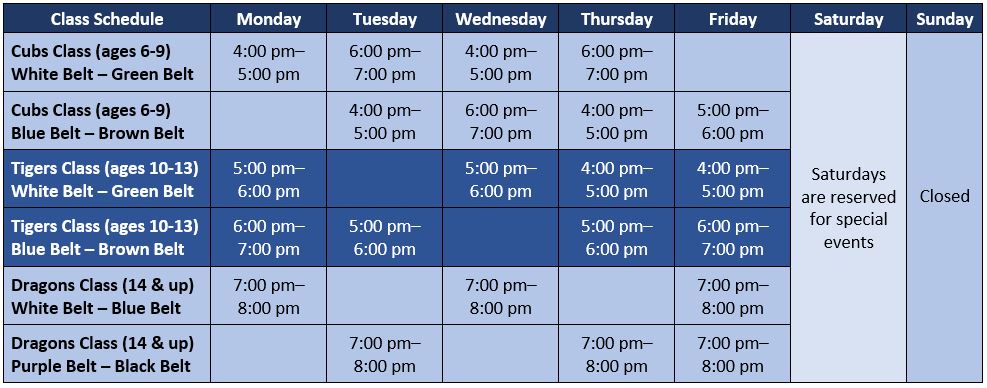 Class Schedule Monday Tuesday Wednesday Thursday Friday Saturday Sunday
Cubs Class (ages 6-9) 4:00 pm– 6:00 pm– 4:00 pm– 6:00 pm–
White Belt – Green Belt 5:00 pm 7:00 pm 5:00 pm 7:00 pm
Cubs Class (ages 6-9) 4:00 pm– 6:00 pm– 4:00 pm– 5:00 pm–
Blue Belt – Brown Belt 5:00 pm 7:00 pm 5:00 pm 6:00 pm
Tigers Class (ages 10-13) 5:00 pm– 5:00 pm– 4:00 pm– 4:00 pm–
White Belt – Green Belt 6:00 pm 6:00 pm 5:00 pm 5:00 pm
Tigers Class (ages 10-13) 6:00 pm– 5:00 pm– 5:00 pm– 6:00 pm–
Blue Belt – Brown Belt 7:00 pm 6:00 pm 6:00 pm 7:00 pm
Dragons Class (14 & up) 7:00 pm– 7:00 pm– 7:00 pm–
White Belt – Blue Belt 8:00 pm 8:00 pm 8:00 pm
Dragons Class (14 & up) 7:00 pm– 7:00 pm– 7:00 pm–
Purple Belt – Black Belt 8:00 pm 8:00 pm 8:00 pm
Saturdays
are reserved
for special
events
Closed